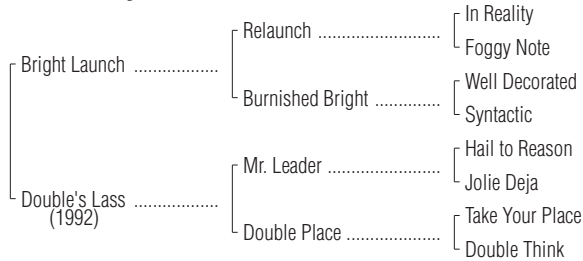 In Reality
Relaunch ........................
Foggy Note
Bright Launch .................
Well Decorated
Burnished Bright .............
Syntactic
Hail to Reason
Mr. Leader ......................
Jolie Deja
Double's Lass .................
(1992)
Take Your Place
Double Place ...................
Double Think